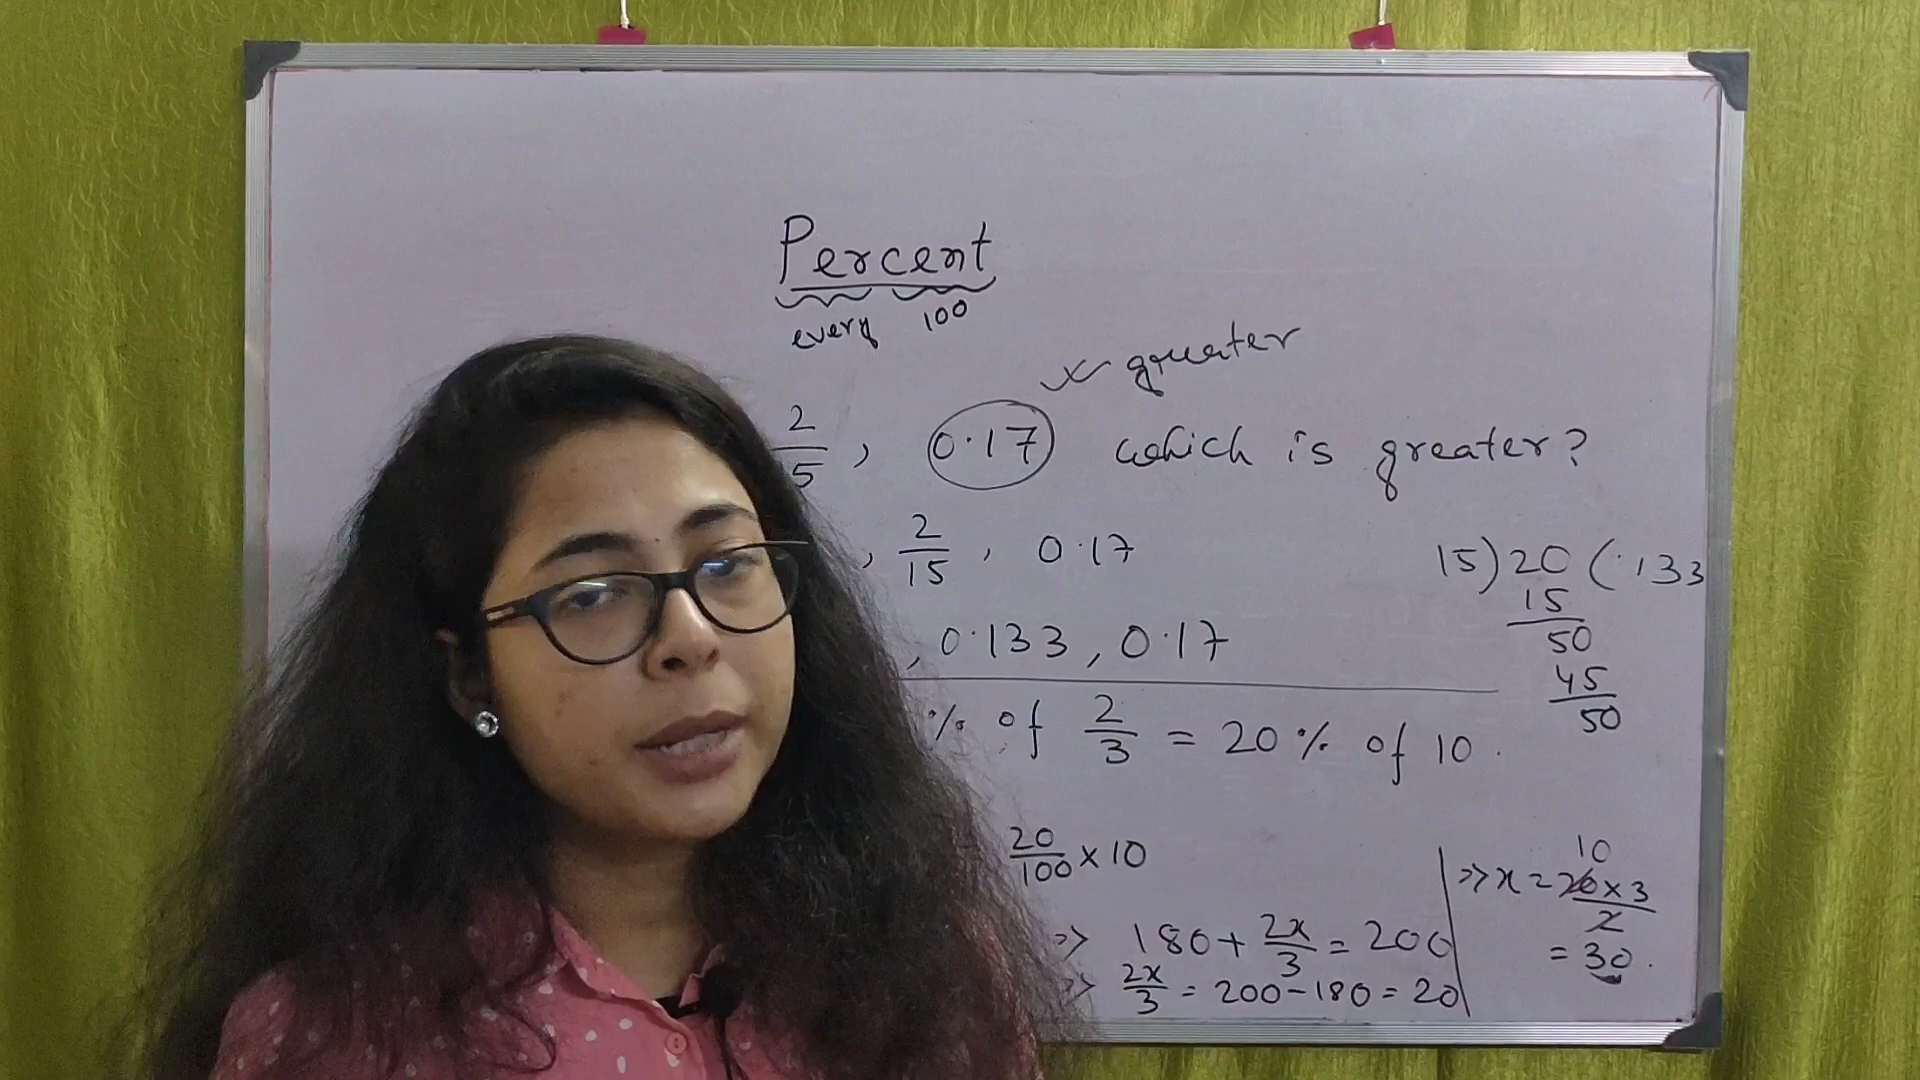 Percent
every 100
greater
2/5, 0.17 which is greater?
, 2/15, 0.17
15)20(.133
15
50
45
50
, 0.133, 0.17
% of 2/3 = 20% of 10.
20/100 × 10
⇒ 180 + 2x/3 = 200
⇒ 2x/3 = 200 - 180 = 20
⇒ x = 20 × 3/2
10
= 30.